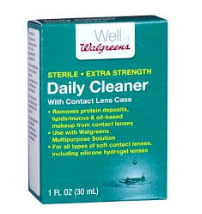 Well at
Walgreens
STERILE • EXTRA STRENGTH
Daily Cleaner
With Contact Lens Case
• Removes protein deposits,
lipids/mucus & oil-based
makeup from contact lenses
• Use with Walgreens
Multipurpose Solution
• For all types of soft contact lenses,
including silicone hydrogel lenses
1 FL OZ (30 mL)